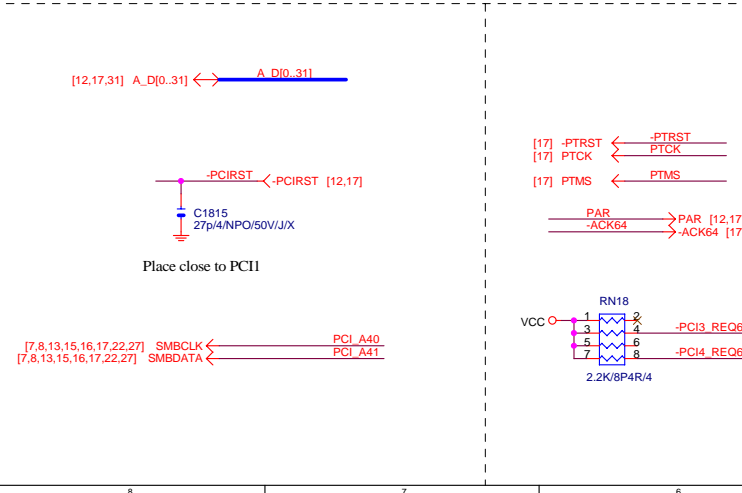 [12,17,31] A_D[0..31] A_D[0..31]
[17] -PTRST -PTRST
[17] PTCK PTCK
[17] PTMS PTMS
-PCIRST -PCIRST [12,17]
C1815
27p/4/NPO/50V/J/X
PAR PAR [12,17
-ACK64 -ACK64 [17
Place close to PCI1
RN18
VCC 1 2
3 4 -PCI3_REQ6
5 6
7 8 -PCI4_REQ6
2.2K/8P4R/4
[7,8,13,15,16,17,22,27] SMBCLK PCI_A40
[7,8,13,15,16,17,22,27] SMBDATA PCI_A41
8 7 6